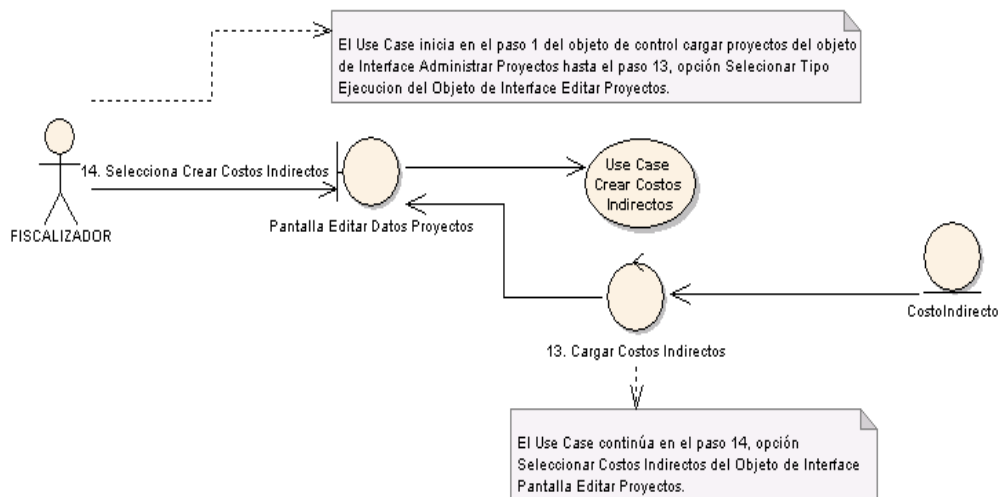 El Use Case inicia en el paso 1 del objeto de control cargar proyectos del objeto
de Interface Administrar Proyectos hasta el paso 13, opción Selecionar Tipo
Ejecucion del Objeto de Interface Editar Proyectos.
14. Selecciona Crear Costos Indirectos
FISCALIZADOR
Pantalla Editar Datos Proyectos
Use Case
Crear Costos
Indirectos
CostoIndirecto
13. Cargar Costos Indirectos
El Use Case continúa en el paso 14, opción
Seleccionar Costos Indirectos del Objeto de Interface
Pantalla Editar Proyectos.